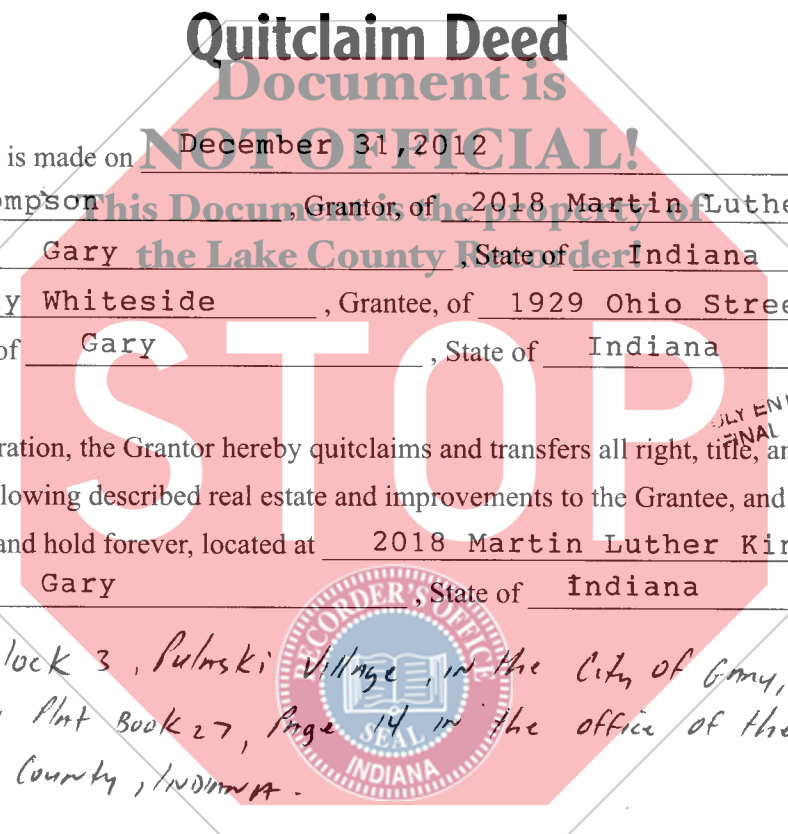 Quitclaim Deed
Document is
NOT OFFICIAL!
is made on December 31,2012
ompson, Grantor, of 2018 Martin Luthe
This Document is the property of
Gary, State of Indiana
the Lake County Recorder!
y Whiteside, Grantee, of 1929 Ohio Stree
of Gary, State of Indiana
STOP
ULY EN
FINAL
ration, the Grantor hereby quitclaims and transfers all right, title, an
lowing described real estate and improvements to the Grantee, and
and hold forever, located at 2018 Martin Luther Kin
Gary, State of Indiana
RECORDER'S OFFICE
SEAL
INDIANA
lock 3, Pulaski Village, in the City of Gary,
Plat Book 27, Page 14 in the office of the
County, INDIANA.